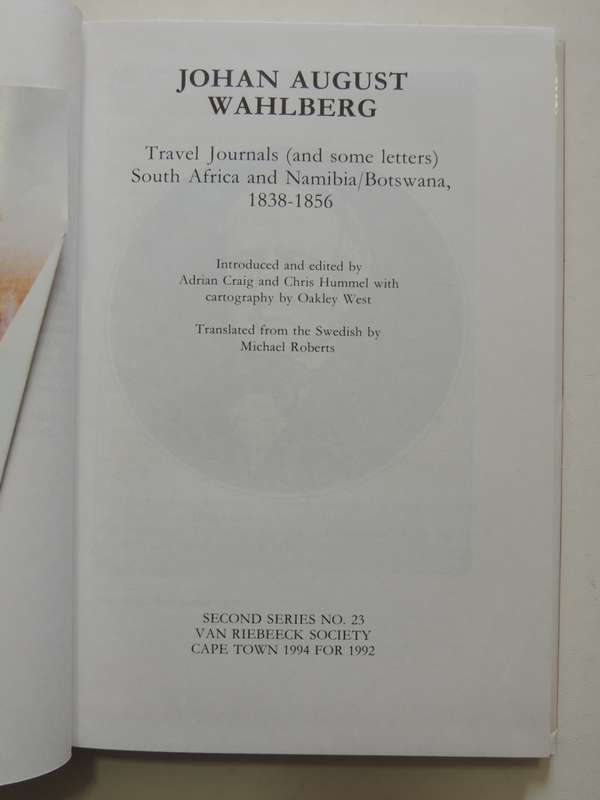 JOHAN AUGUST
WAHLBERG
Travel Journals (and some letters)
South Africa and Namibia/Botswana,
1838-1856
Introduced and edited by
Adrian Craig and Chris Hummel with
cartography by Oakley West
Translated from the Swedish by
Michael Roberts
SECOND SERIES NO. 23
VAN RIEBEECK SOCIETY
CAPE TOWN 1994 FOR 1992